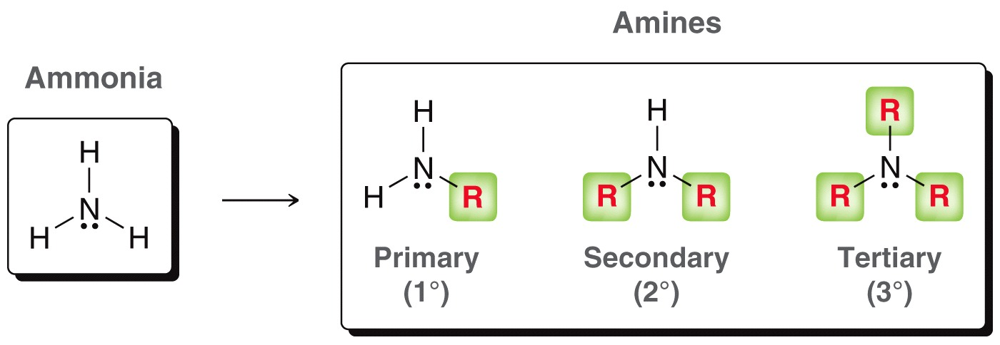 Amines
Ammonia
H
N
H H
H
N
H R
Primary
(1°)
H
N
R R
Secondary
(2°)
R
N
R R
Tertiary
(3°)